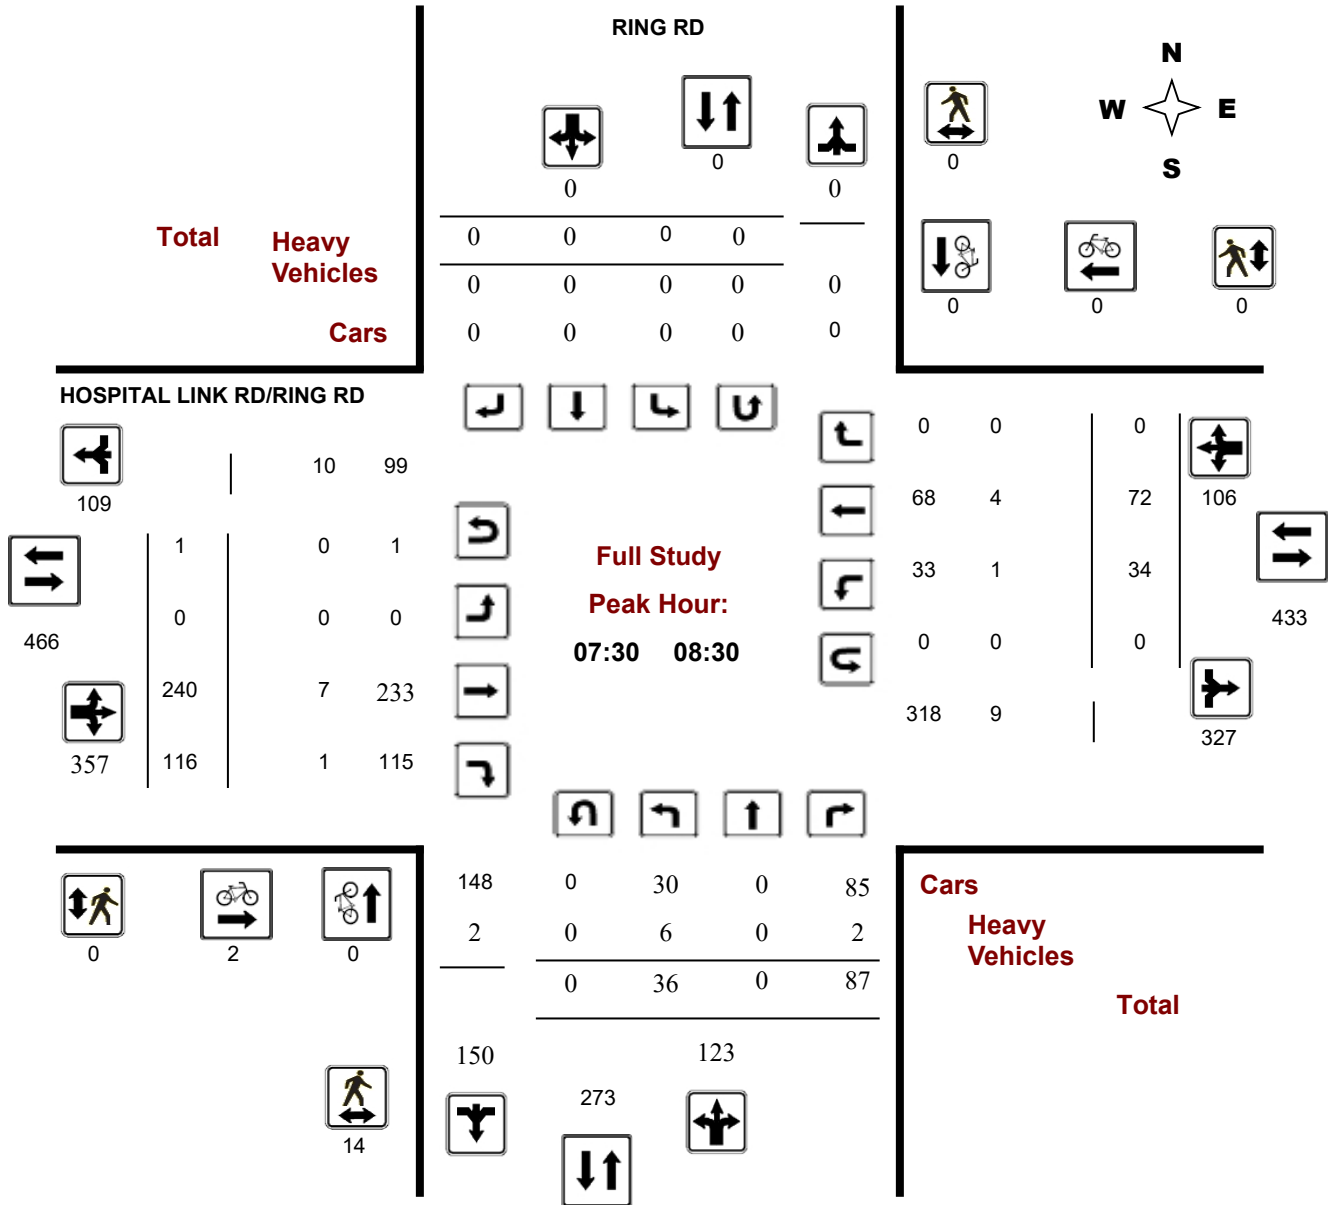 RING RD
N
W E
S
0
0 0
0
Total Heavy
Vehicles
0 0 0 0
0 0 0 0 0
0 0 0
Cars 0 0 0 0 0
HOSPITAL LINK RD/RING RD
10 99
109
0 0 0
68 4 72 106
1 0 1
Full Study
33 1 34
0 0 0
Peak Hour:
433
466
07:30 08:30
0 0 0
240 7 233
318 9
327
357 116 1 115
148 0 30 0 85
Cars
2 0 6 0 2
Heavy
Vehicles
0 2 0
0 36 0 87
Total
150 123
273
14